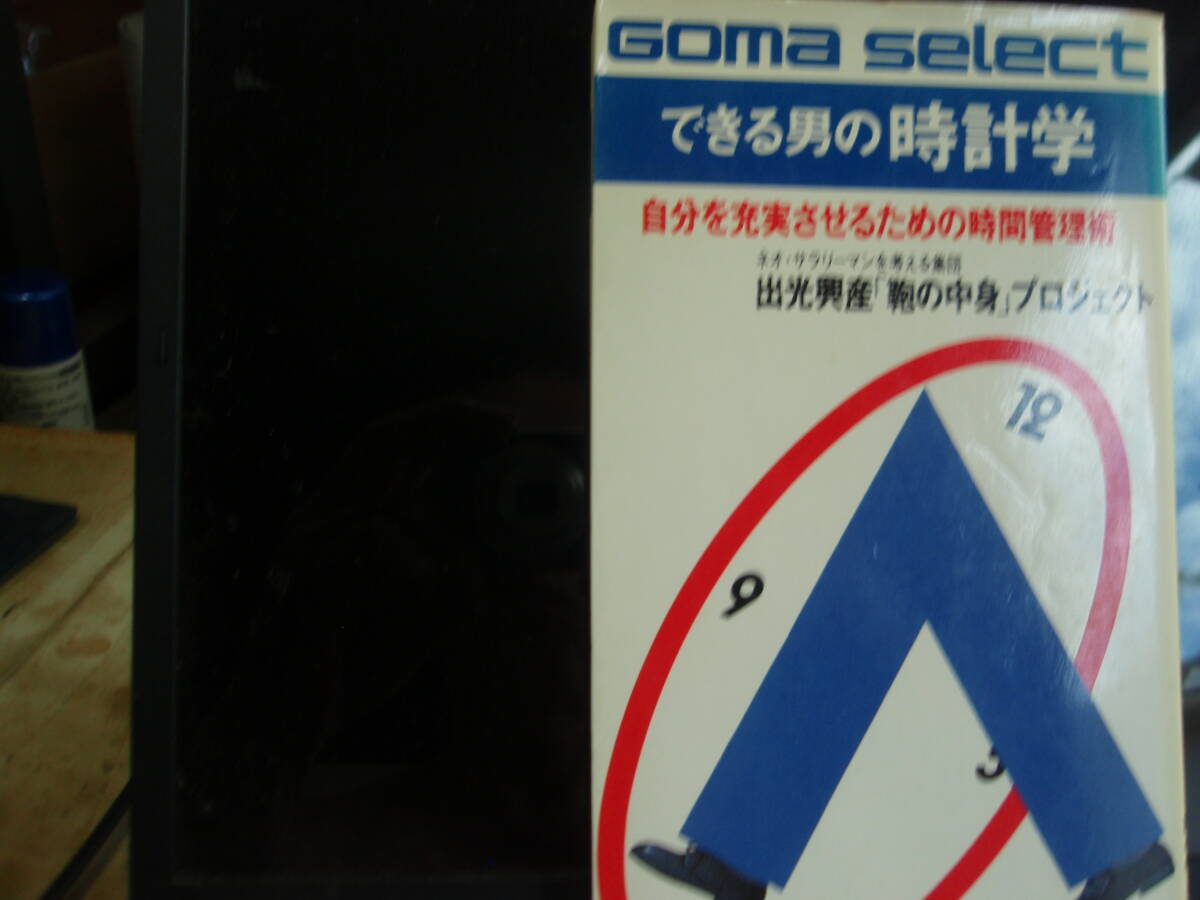 Goma select
できる男の時計学
自分を充実させるための時間管理術
ネオ・サラリーマンを考える集団
出光興産「鞄の中身」プロジェクト
12
9
3